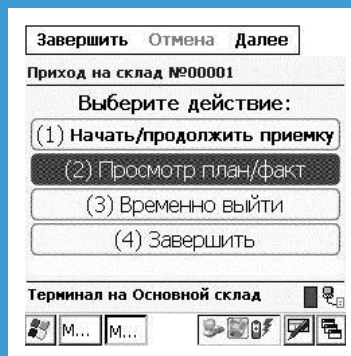 Завершить Отмена Далее
Приход на склад №00001
Выберите действие:
(1) Начать/продолжить приемку
(2) Просмотр план/факт
(3) Временно выйти
(4) Завершить
Терминал на Основной склад
М... М...